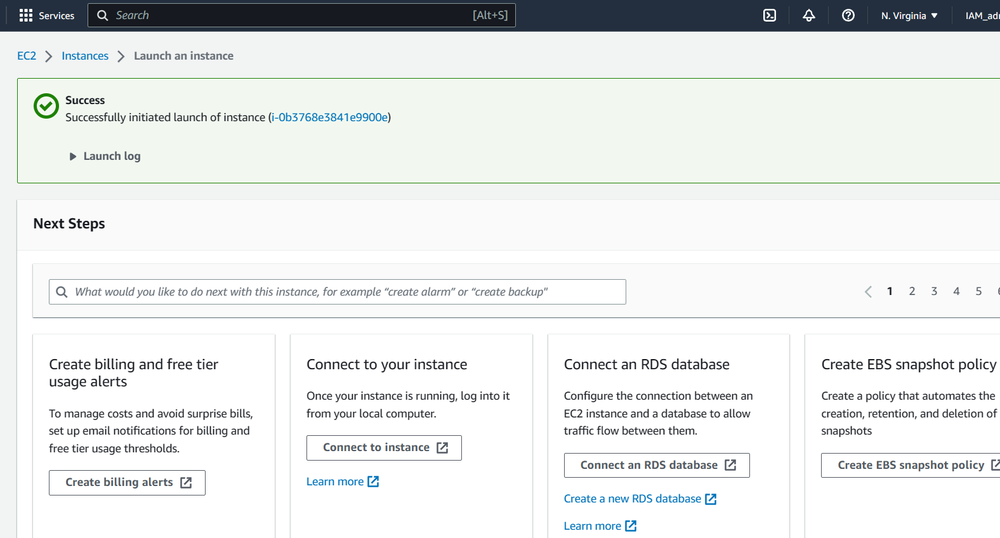 Services Search [Alt+S] N. Virginia IAM_ad
EC2 Instances Launch an instance
Success
Successfully initiated launch of instance (i-0b3768e3841e9900e)
Launch log
Next Steps
What would you like to do next with this instance, for example “create alarm” or “create backup"
1 2 3 4 5
Create billing and free tier
usage alerts
To manage costs and avoid surprise bills,
set up email notifications for billing and
free tier usage thresholds.
Create billing alerts
Connect to your instance
Once your instance is running, log into it
from your local computer.
Connect to instance
Learn more
Connect an RDS database
Configure the connection between an
EC2 instance and a database to allow
traffic flow between them.
Connect an RDS database
Create a new RDS database
Learn more
Create EBS snapshot policy
Create a policy that automates the
creation, retention, and deletion of
snapshots
Create EBS snapshot policy